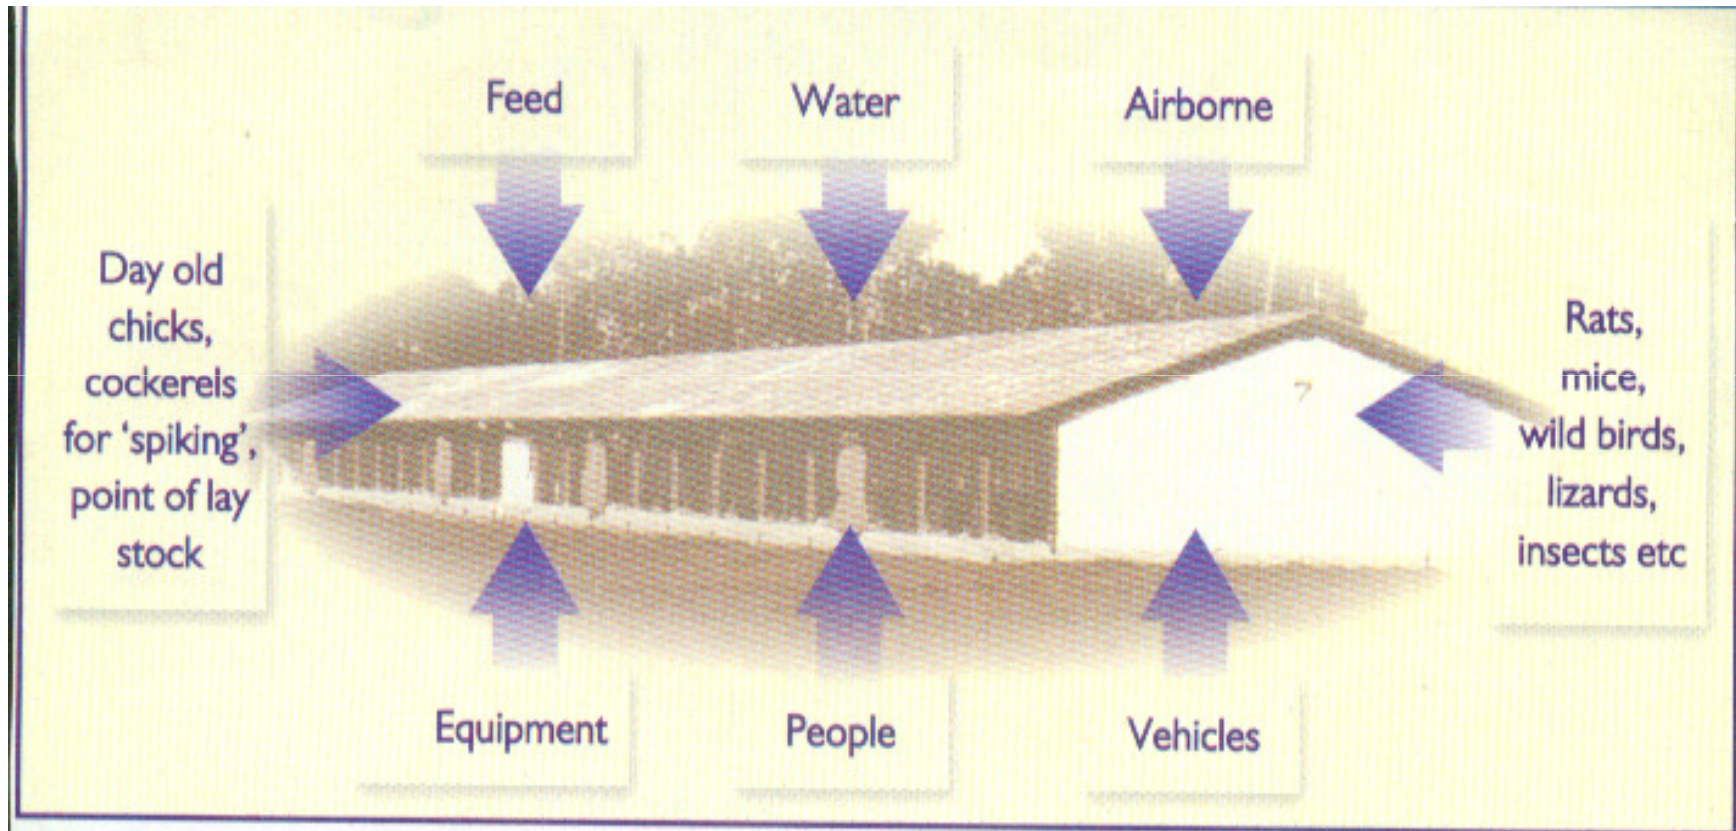 Feed
Water
Airborne
Day old
chicks,
cockerels
for ‘spiking’,
point of lay
stock
Rats,
mice,
wild birds,
lizards,
insects etc
Equipment
People
Vehicles